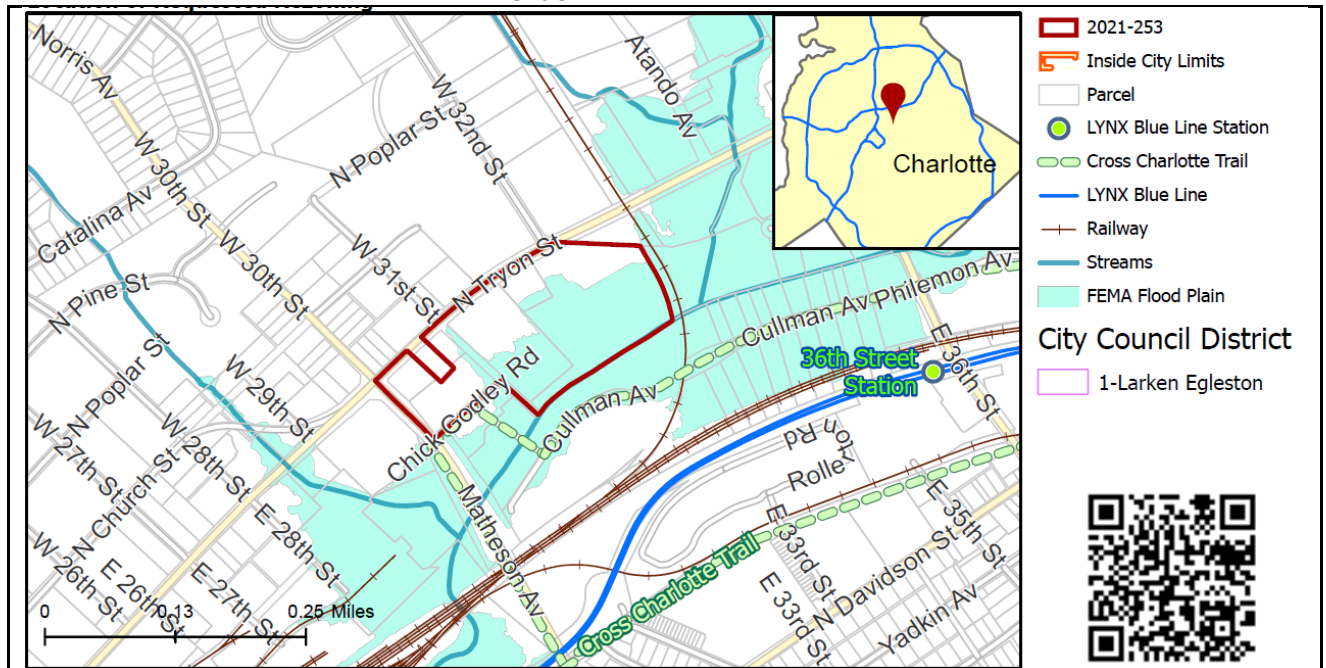 Norris Av
W 30th St
W 30th St
Catalina Av
N Pine St
N Poplar St
W 29th St
W 27th St
N Church St
W 28th St
W 26th St
E 26th St
E 27th St
E 28th St
N Poplar St
W 31st St
W 32nd St
N Tryon St
Atando Av
Chick Godley Rd
Cullman Av
Cullman Av
Philemon Av
Matheson Av
36th Street
Station
E 36th St
E 35th St
E 33rd St
E 33rd St
N Davidson St
Yadkin Av
Cross Charlotte Trail
0 0.13 0.25 Miles
Charlotte
2021-253
Inside City Limits
Parcel
LYNX Blue Line Station
Cross Charlotte Trail
LYNX Blue Line
Railway
Streams
FEMA Flood Plain
City Council District
1-Larken Egleston